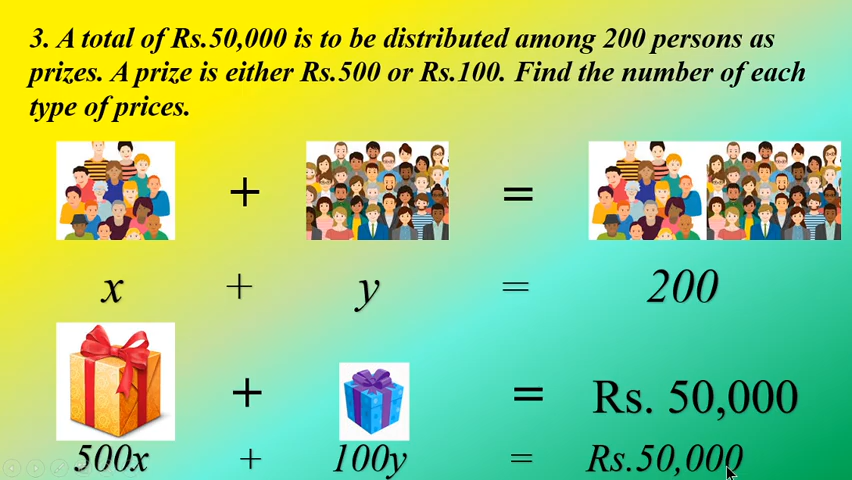 3. A total of Rs.50,000 is to be distributed among 200 persons as
prizes. A prize is either Rs.500 or Rs.100. Find the number of each
type of prices.
+ =
x + y = 200
+ = Rs. 50,000
500x + 100y = Rs.50,000